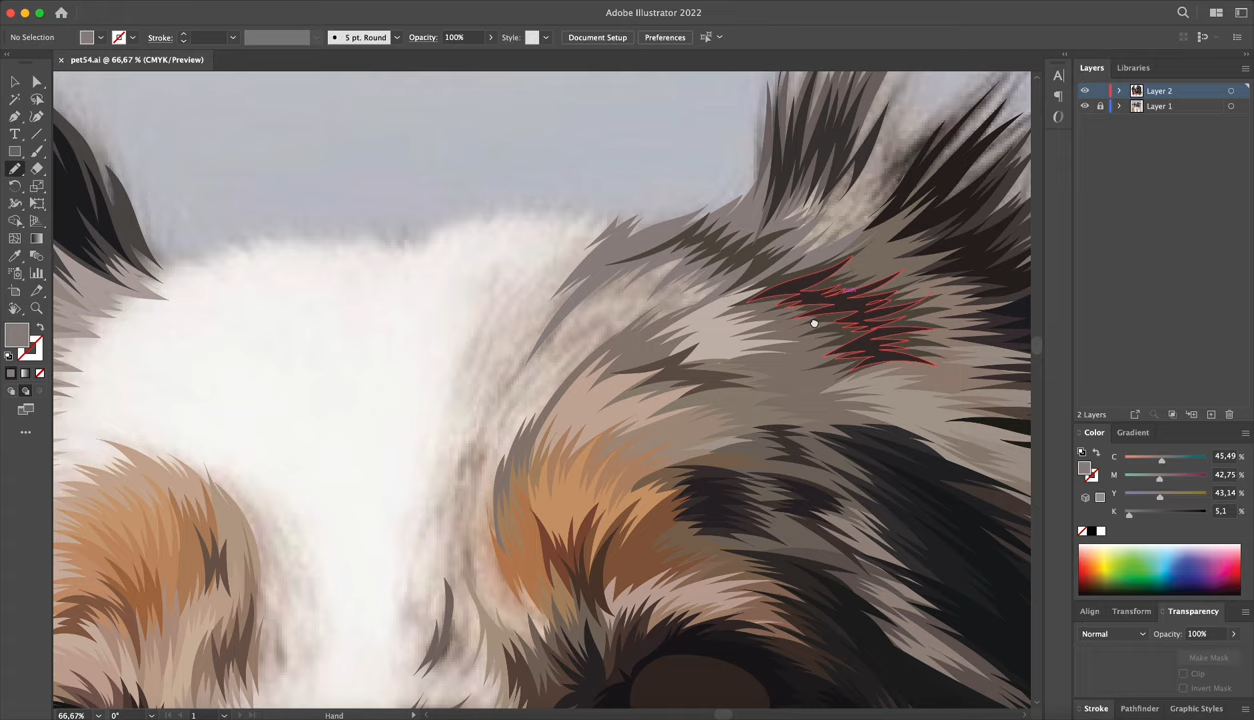 Adobe Illustrator 2022
No Selection
Stroke:
5 pt. Round
Opacity: 100%
Style:
Document Setup
Preferences
× pet54.ai @ 66,67 % (CMYK/Preview)
Layers
Libraries
Layer 2
Layer 1
2 Layers
Color
Gradient
C 45,49 %
M 42,75 %
Y 43,14 %
K 5,1 %
Align
Transform
Transparency
Normal
Opacity: 100%
Make Mask
Clip
Invert Mask
66,67%
0°
1
Hand
Stroke
Pathfinder
Graphic Styles